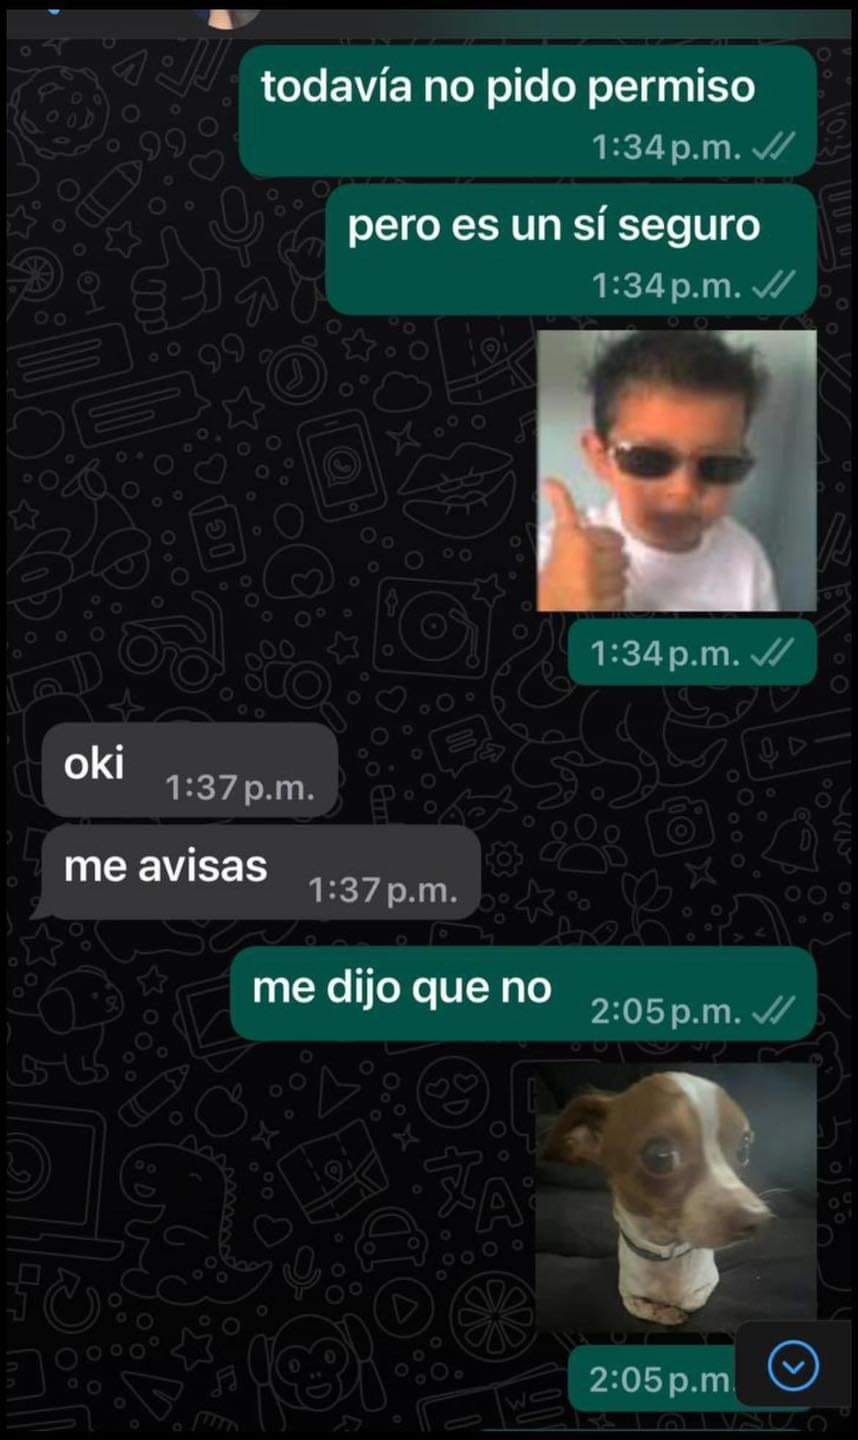 todavía no pido permiso
1:34 p.m.
pero es un sí seguro
1:34 p.m.
1:34 p.m.
oki
1:37 p.m.
me avisas
1:37 p.m.
me dijo que no
2:05 p.m.
2:05 p.m.